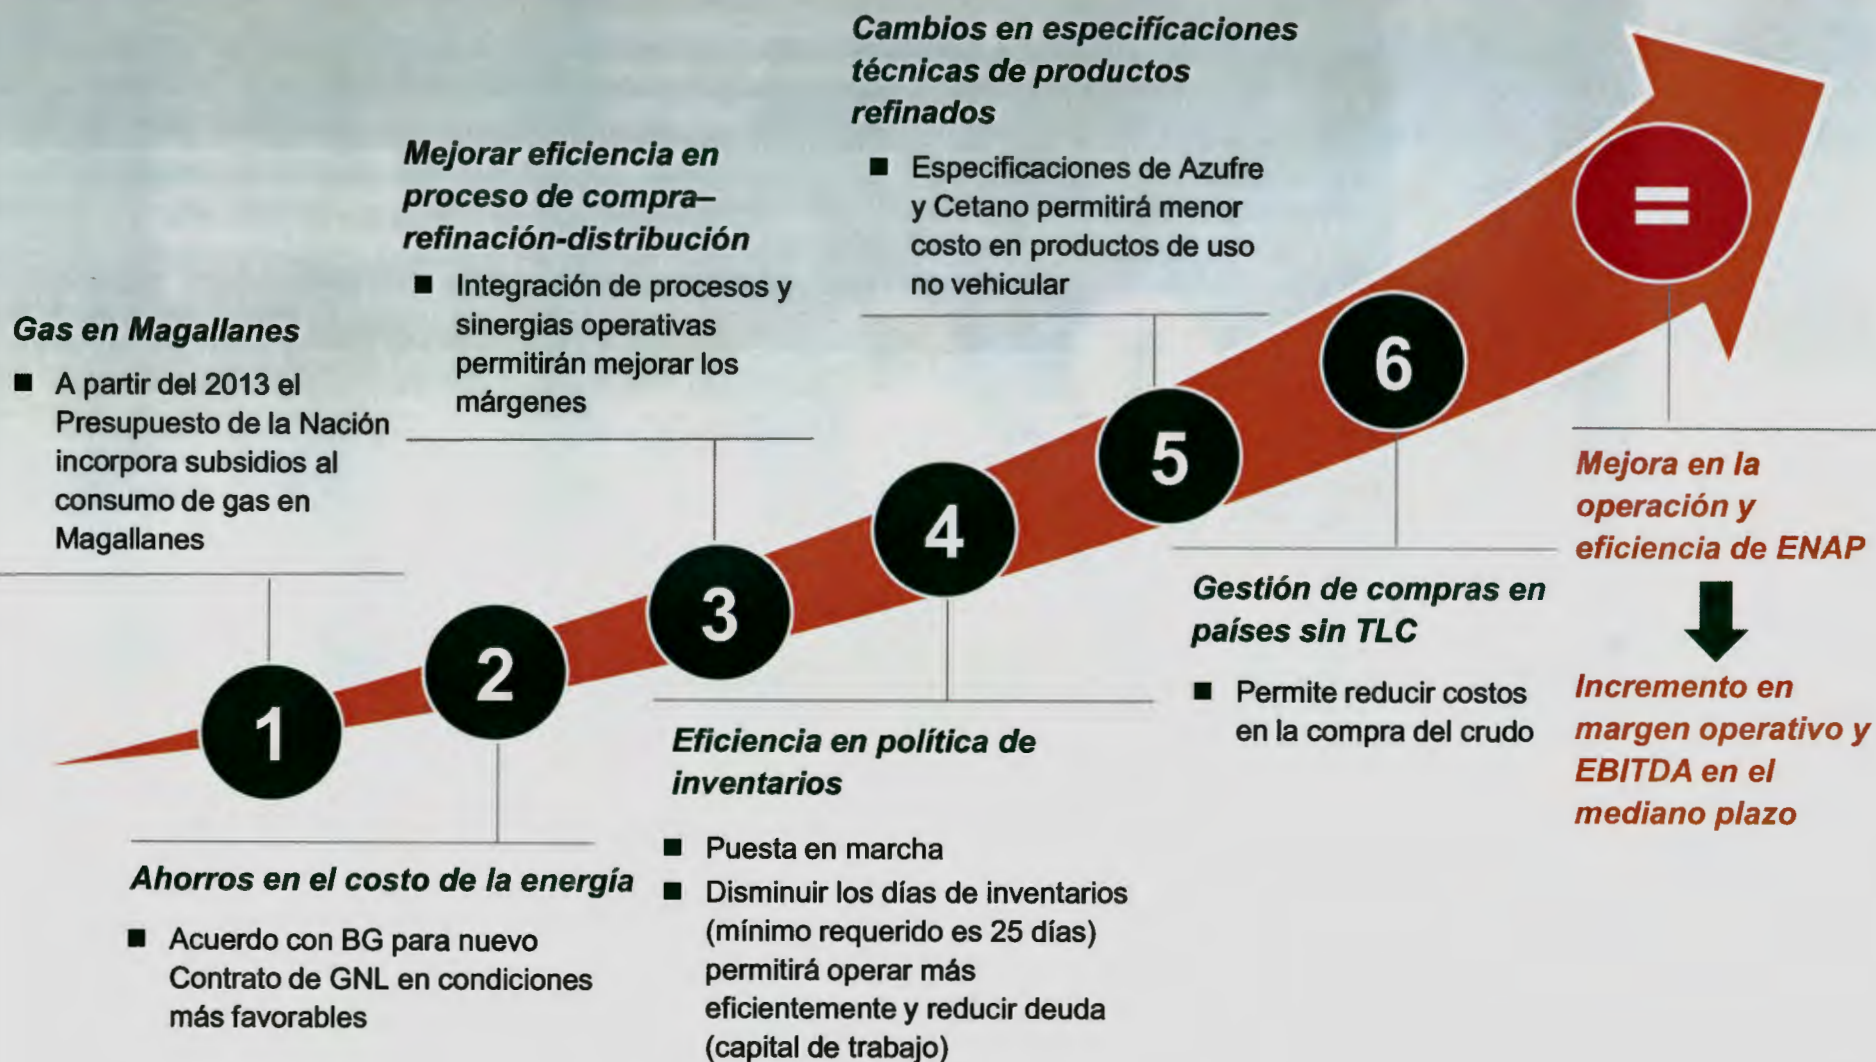 Gas en Magallanes
■ A partir del 2013 el
Presupuesto de la Nación
incorpora subsidios al
consumo de gas en
Magallanes
1
Ahorros en el costo de la energía
■ Acuerdo con BG para nuevo
Contrato de GNL en condiciones
más favorables
2
Mejorar eficiencia en
proceso de compra–
refinación-distribución
■ Integración de procesos y
sinergias operativas
permitirán mejorar los
márgenes
3
Eficiencia en política de
inventarios
■ Puesta en marcha
■ Disminuir los días de inventarios
(mínimo requerido es 25 días)
permitirá operar más
eficientemente y reducir deuda
(capital de trabajo)
4
Cambios en especificaciones
técnicas de productos
refinados
■ Especificaciones de Azufre
y Cetano permitirá menor
costo en productos de uso
no vehicular
5
Gestión de compras en
países sin TLC
■ Permite reducir costos
en la compra del crudo
6
=
Mejora en la
operación y
eficiencia de ENAP
Incremento en
margen operativo y
EBITDA en el
mediano plazo